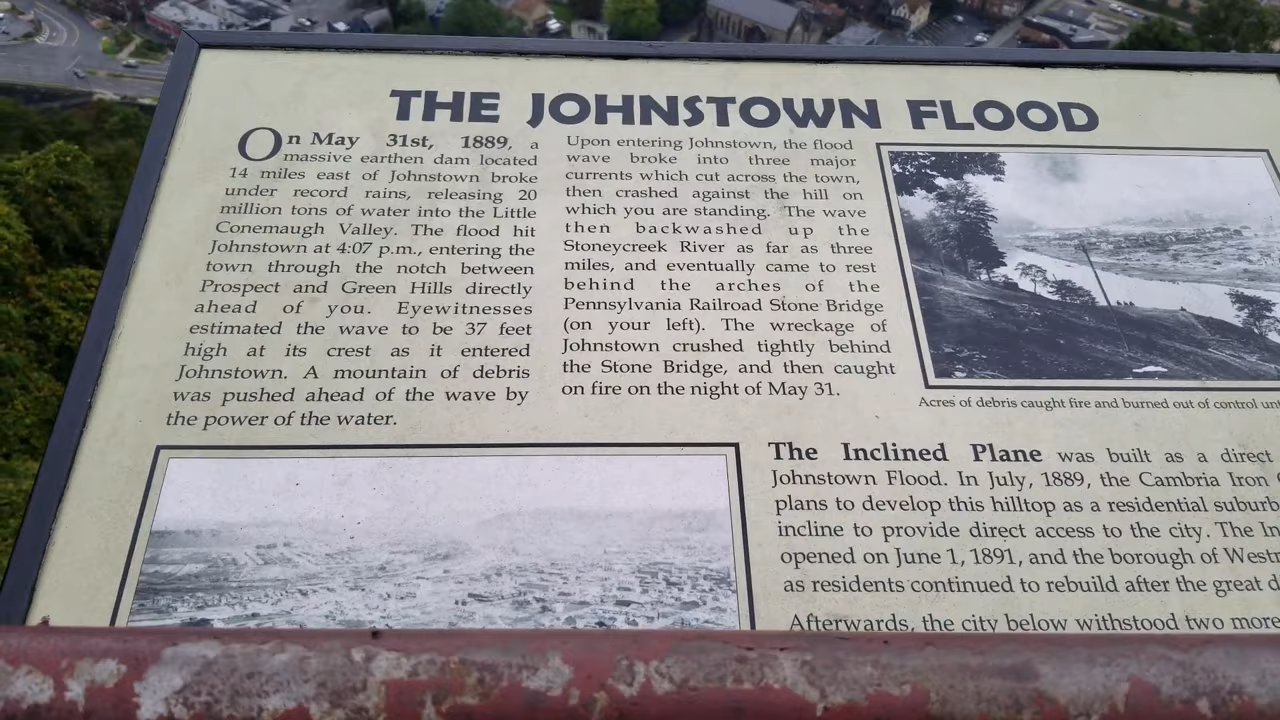 THE JOHNSTOWN FLOOD
On May 31st, 1889, a
massive earthen dam located
14 miles east of Johnstown broke
under record rains, releasing 20
million tons of water into the Little
Conemaugh Valley. The flood hit
Johnstown at 4:07 p.m., entering the
town through the notch between
Prospect and Green Hills directly
ahead of you. Eyewitnesses
estimated the wave to be 37 feet
high at its crest as it entered
Johnstown. A mountain of debris
was pushed ahead of the wave by
the power of the water.
Upon entering Johnstown, the flood
wave broke into three major
currents which cut across the town,
then crashed against the hill on
which you are standing. The wave
then backwashed up the
Stoneycreek River as far as three
miles, and eventually came to rest
behind the arches of the
Pennsylvania Railroad Stone Bridge
(on your left). The wreckage of
Johnstown crushed tightly behind
the Stone Bridge, and then caught
on fire on the night of May 31.
Acres of debris caught fire and burned out of control
The Inclined Plane was built as a direct
Johnstown Flood. In July, 1889, the Cambria Iron
plans to develop this hilltop as a residential suburb
incline to provide direct access to the city. The
opened on June 1, 1891, and the borough of
as residents continued to rebuild after the great
Afterwards, the city below withstood two more